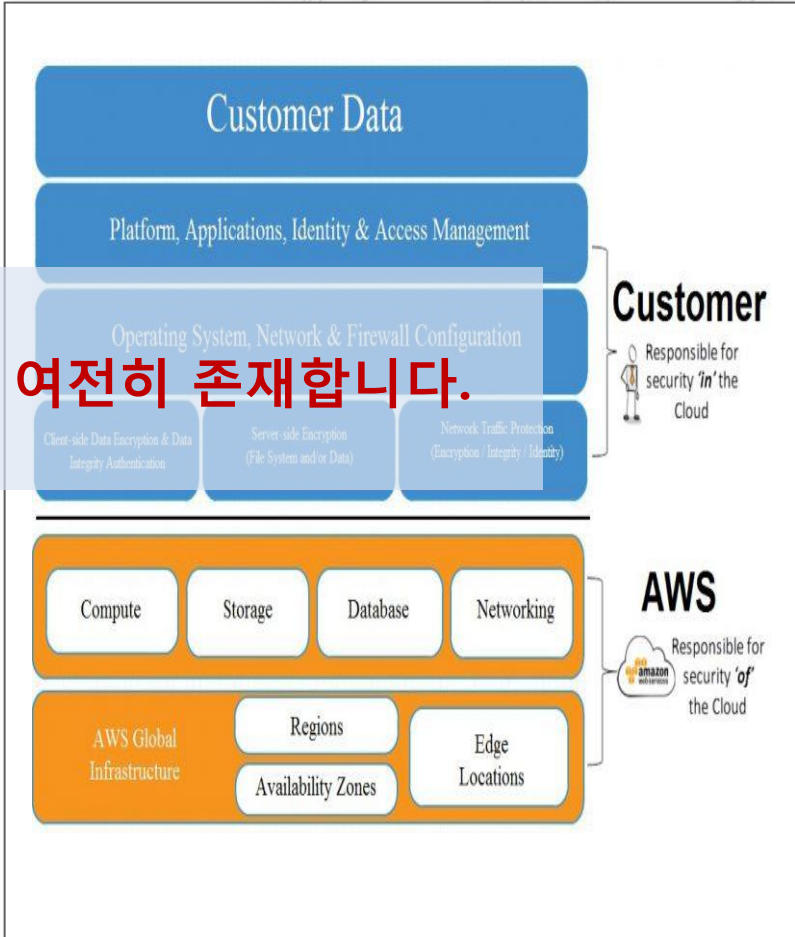 Customer Data
Platform, Applications, Identity & Access Management
Operating System, Network & Firewall Configuration
여전히 존재합니다.
Client-side Data Encryption & Data
Integrity Authentication
Server-side Encryption
(File System and/or Data)
Network Traffic Protection
(Encryption / Integrity / Identity)
Customer
Responsible for
security 'in' the
Cloud
Compute
Storage
Database
Networking
AWS
amazon
web services
Responsible for
security 'of'
the Cloud
AWS Global
Infrastructure
Regions
Availability Zones
Edge
Locations